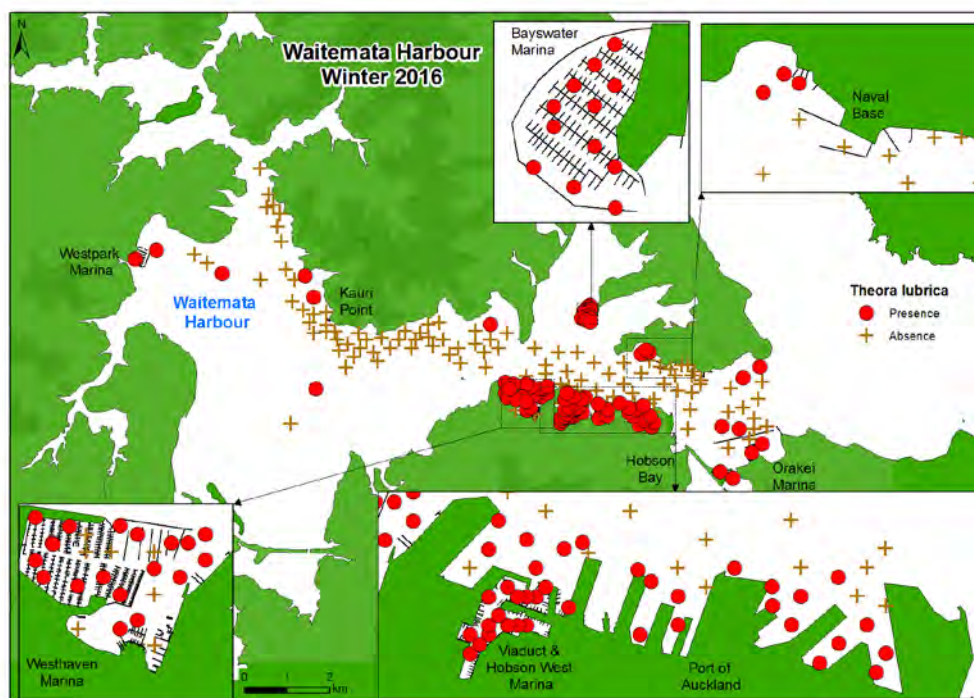 N
Waitemata Harbour
Winter 2016
Bayswater
Marina
Naval
Base
Westpark
Marina
Waitemata
Harbour
Kauri
Point
Theora lubrica
Presence
Absence
Hobson
Bay
Orakei
Marina
Westhaven
Marina
0 1 2
km
Viaduct &
Hobson West
Marina
Port of
Auckland